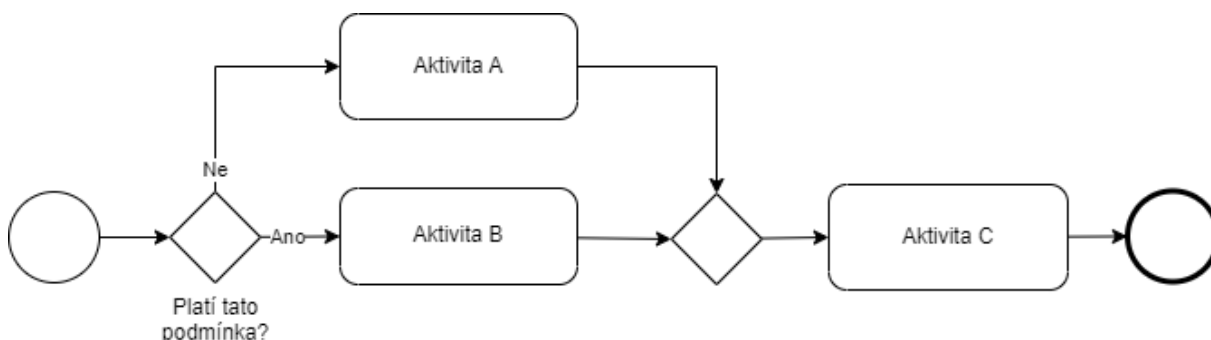 Aktivita A
Ne
Ano
Aktivita B
Aktivita C
Platí tato
podmínka?